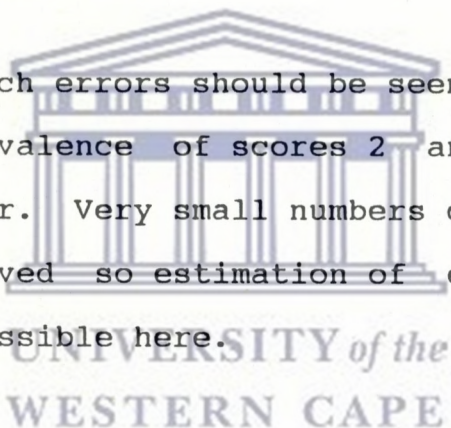 ch errors should be seen
valence of scores 2 an
r. Very small numbers o
ved so estimation of e
ssible here.
UNIVERSITY of the
WESTERN CAPE